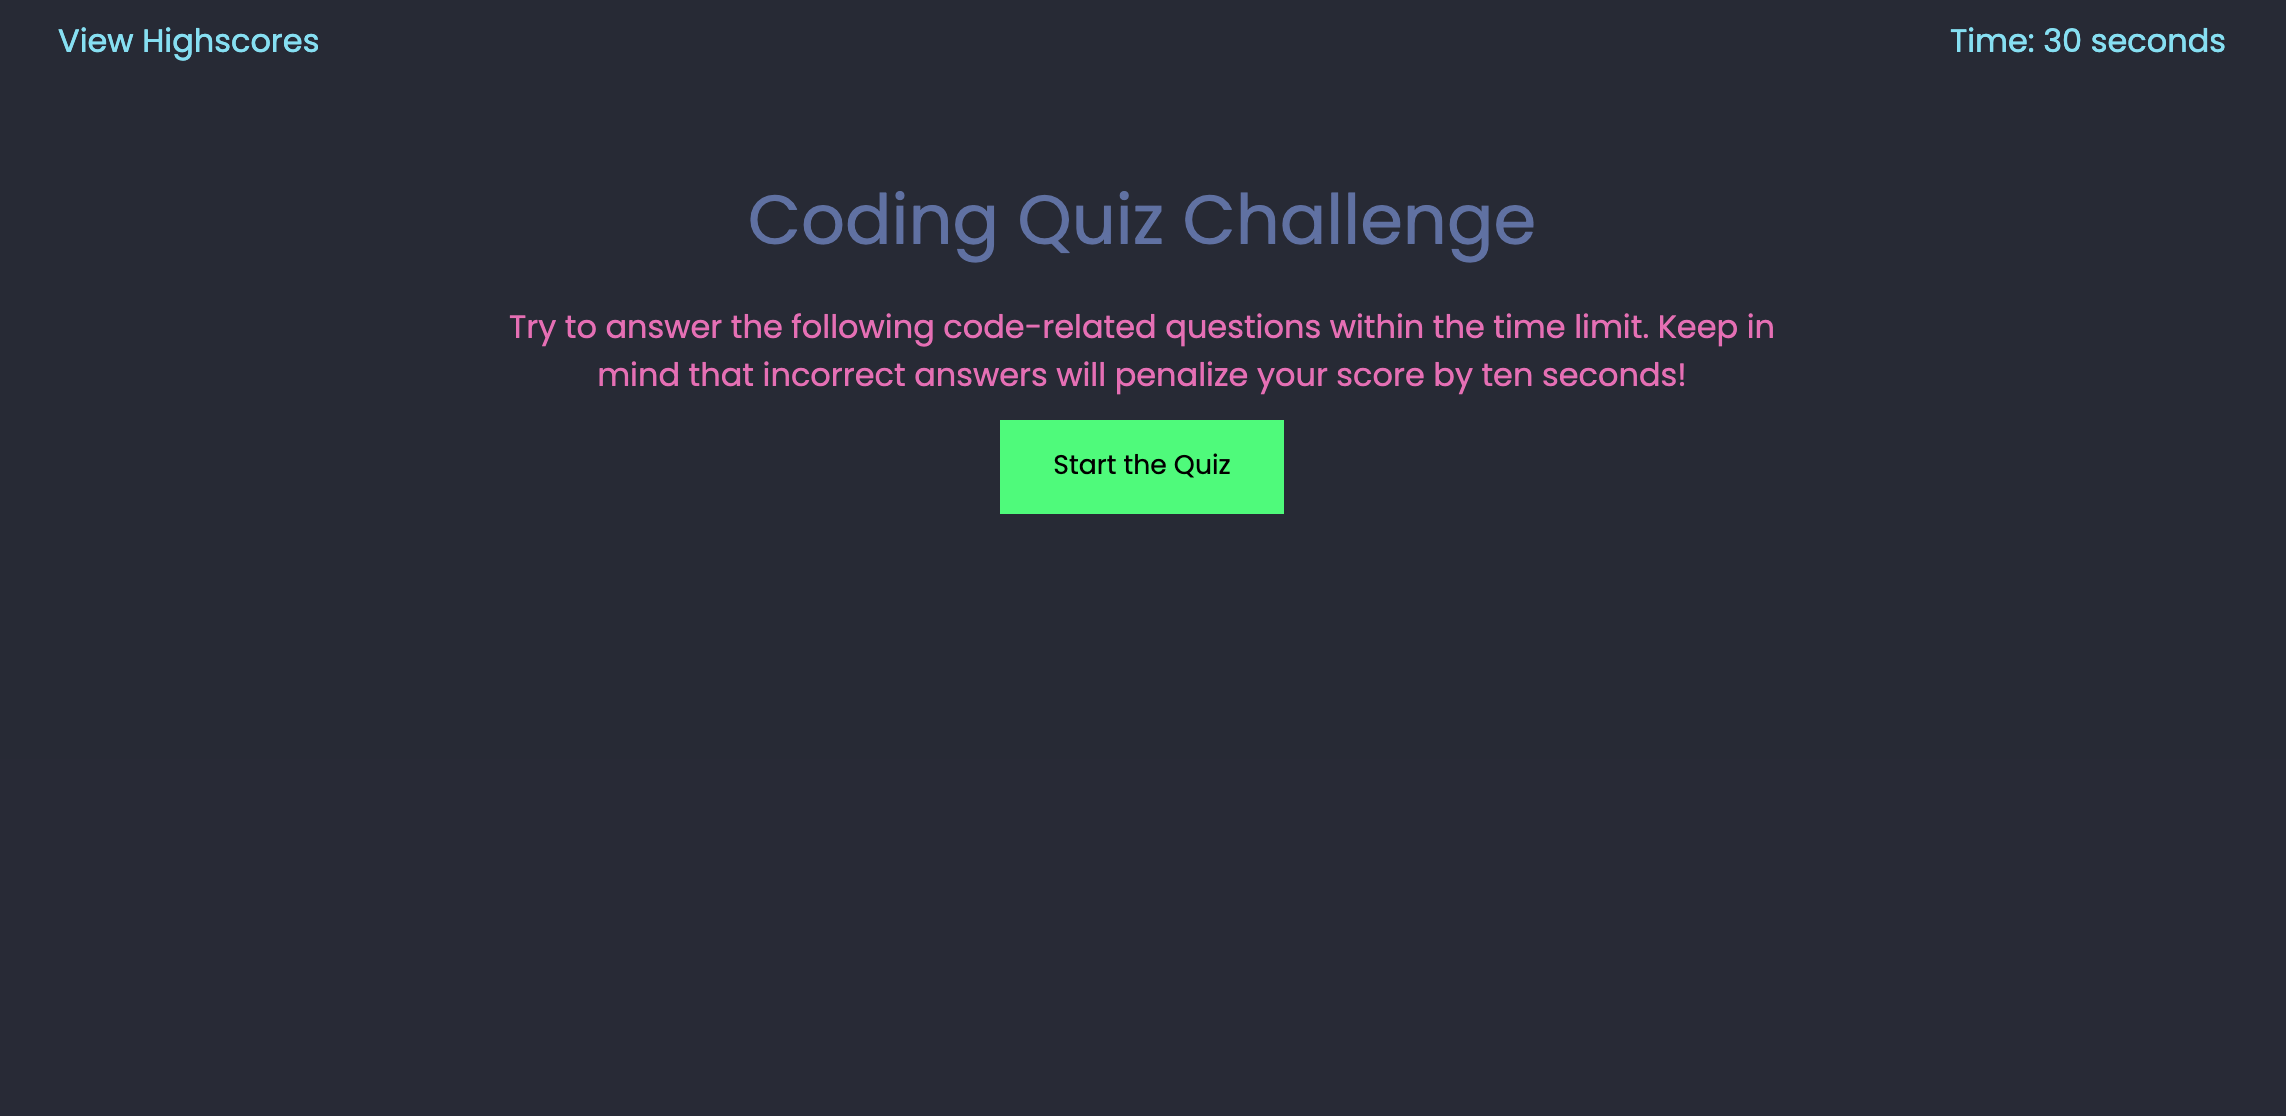 View Highscores
Time: 30 seconds
Coding Quiz Challenge
Try to answer the following code-related questions within the time limit. Keep in
mind that incorrect answers will penalize your score by ten seconds!
Start the Quiz